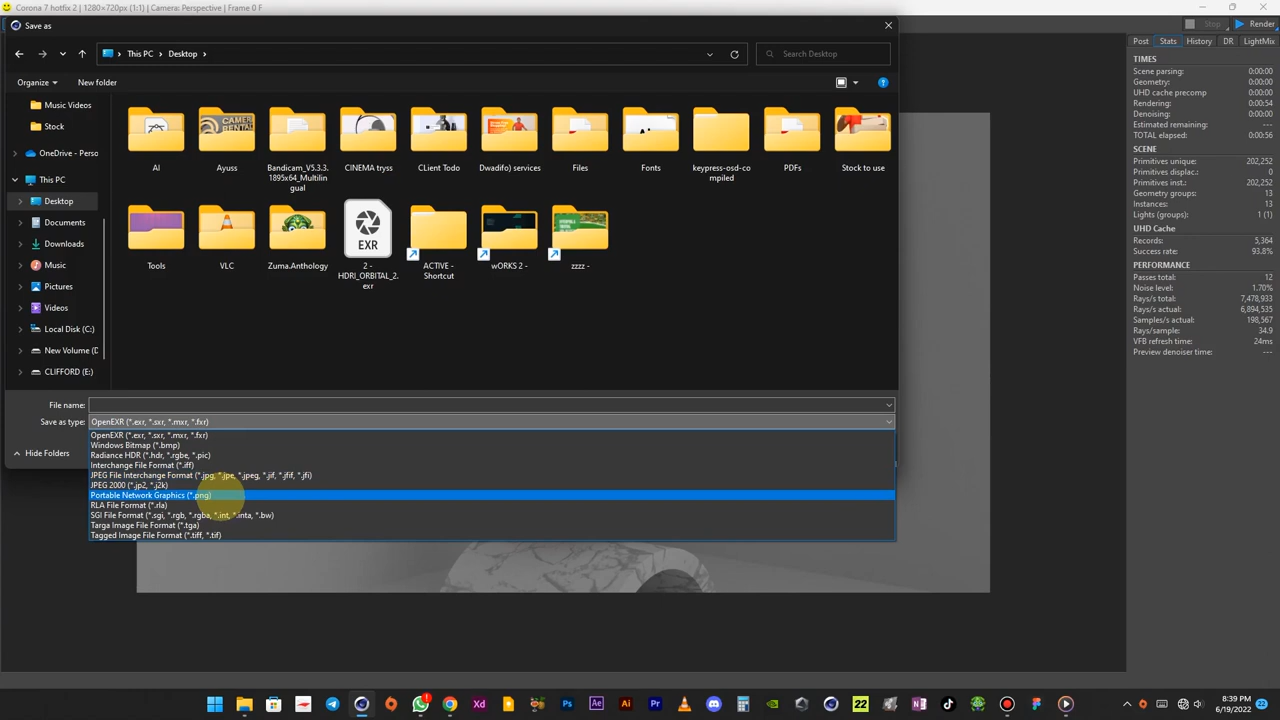 Corona 7 hotfix 2 | 1280×720px (1:1) | Camera: Perspective | Frame 0 F
Save as
Stop
Render
This PC
Desktop
Search Desktop
Post
Stats
History
DR
LightMix
Organize
New folder
Music Videos
Stock
OneDrive - Perso
This PC
Desktop
Documents
Downloads
Music
Pictures
Videos
Local Disk (C:)
New Volume (D
CLIFFORD (E:)
AI
Ayuss
CAMER
RENTAL
Bandicam_V5.3.3.
1895x64_Multilin
gual
CINEMA tryss
CLient Todo
Dwadifo) services
Files
Fonts
keypress-osd-co
mpiled
PDFs
Stock to use
Tools
VLC
Zuma.Anthology
EXR
2 -
HDRI_ORBITAL_2.
exr
ACTIVE -
Shortcut
wORKS 2 -
zzzz -
TIMES
Scene parsing: 0:00:00
Geometry: 0:00:00
UHD cache precomp 0:00:00
Rendering: 0:00:54
Denoising: 0:00:00
Estimated remaining: ---
TOTAL elapsed: 0:00:56
SCENE
Primitives unique: 202,252
Primitives displac.: 0
Primitives inst.: 202,252
Geometry groups: 13
Instances: 13
Lights (groups): 1 (1)
UHD Cache
Records: 5,364
Success rate: 93.8%
PERFORMANCE
Passes total: 12
Noise level: 1.70%
Rays/s total: 7,478,933
Rays/s actual: 6,894,535
Samples/s actual: 198,567
Rays/sample: 34.9
VFB refresh time: 24ms
Preview denoiser time: ---
File name:
Save as type: OpenEXR (*.exr, *.sxr, *.mxr, *.fxr)
OpenEXR (*.exr, *.sxr, *.mxr, *.fxr)
Windows Bitmap (*.bmp)
Radiance HDR (*.hdr, *.rgbe, *.pic)
Interchange File Format (*.iff)
JPEG File Interchange Format (*.jpg, *.jpe, *.jpeg, *.jif, *.jfif, *.jfi)
JPEG 2000 (*.jp2, *.j2k)
Portable Network Graphics (*.png)
RLA File Format (*.rla)
SGI File Format (*.sgi, *.rgb, *.rgba, *.int, *.inta, *.bw)
Targa Image File Format (*.tga)
Tagged Image File Format (*.tiff, *.tif)
Hide Folders
Xd
Ps
Ae
Ai
Pr
22
8:39 PM
6/19/2022